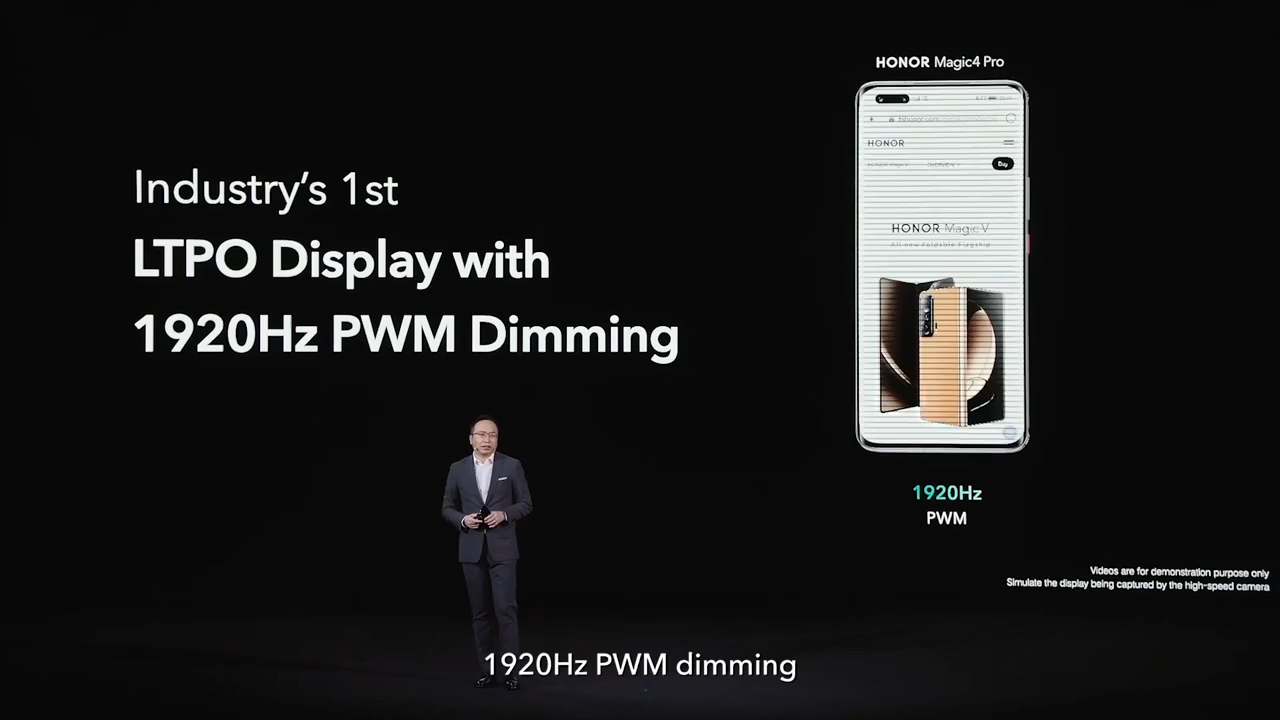 Industry's 1st
LTPO Display with
1920Hz PWM Dimming
HONOR Magic4 Pro
HONOR
Buy
HONOR Magic V
All-new Foldable Flagship
1920Hz
PWM
Videos are for demonstration purpose only
Simulate the display being captured by the high-speed camera
1920Hz PWM dimming